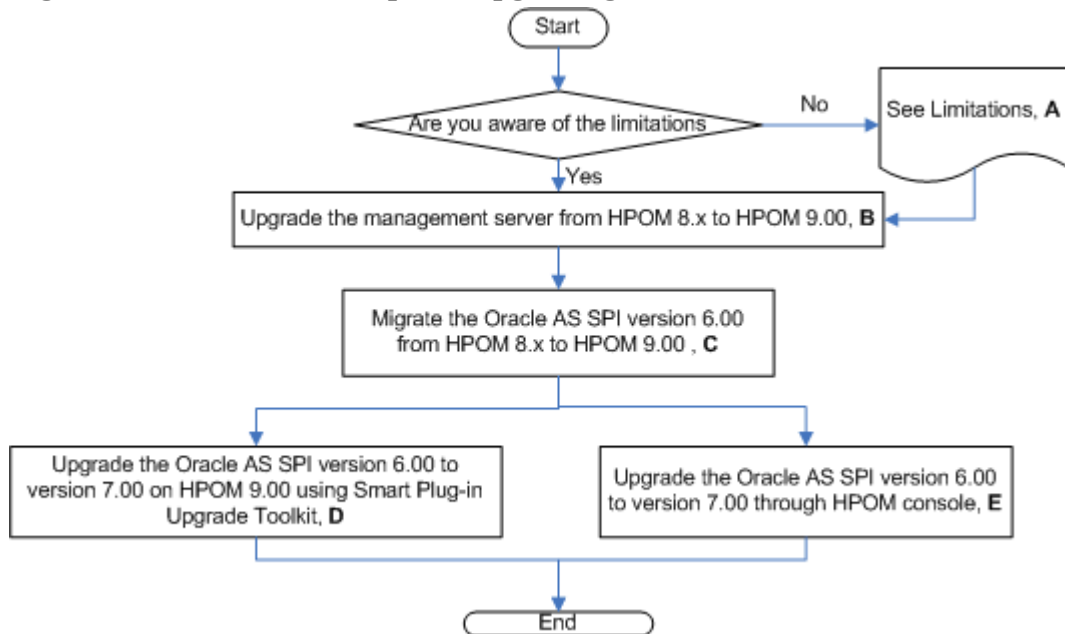 Start
Are you aware of the limitations
No
See Limitations, A
Yes
Upgrade the management server from HPOM 8.x to HPOM 9.00, B
Migrate the Oracle AS SPI version 6.00
from HPOM 8.x to HPOM 9.00 , C
Upgrade the Oracle AS SPI version 6.00 to
version 7.00 on HPOM 9.00 using Smart Plug-in
Upgrade Toolkit, D
Upgrade the Oracle AS SPI version 6.00
to version 7.00 through HPOM console, E
End